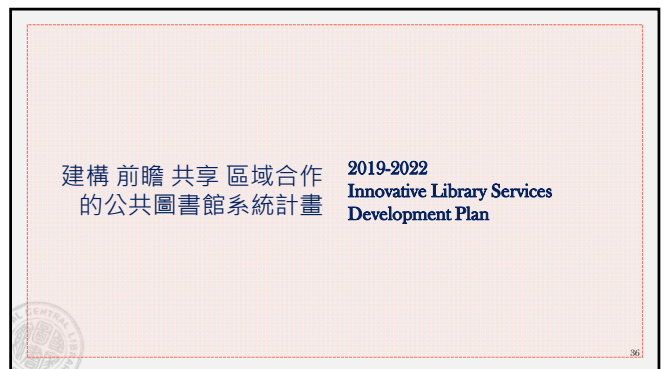 建構 前瞻 共享 區域合作
的公共圖書館系統計畫
2019-2022
Innovative Library Services
Development Plan
CENTRAL
36